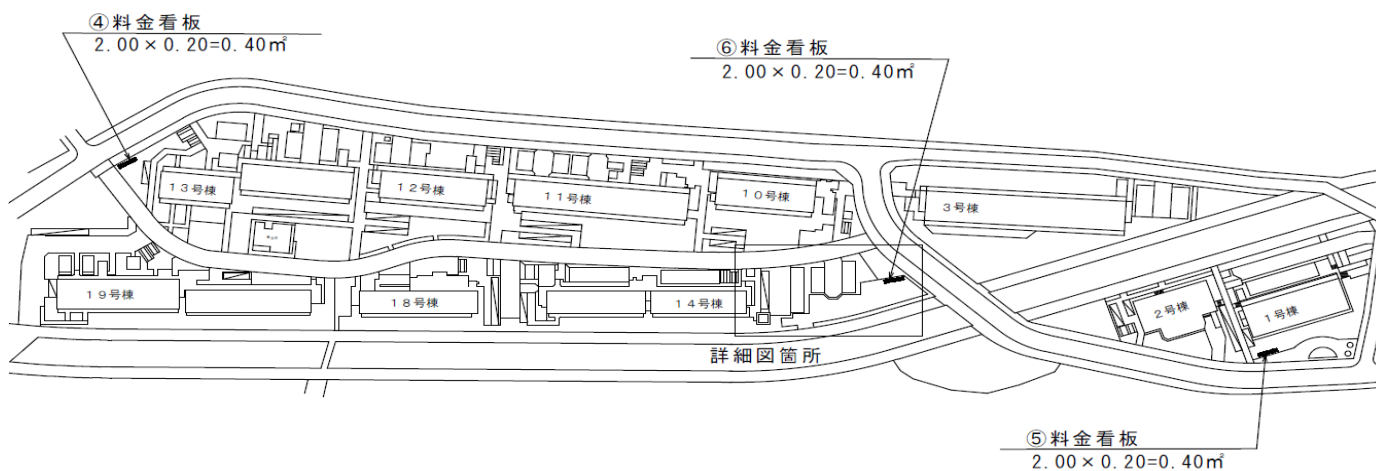 ④料金看板
2.00×0.20=0.40㎡
⑥料金看板
2.00×0.20=0.40㎡
13号棟
12号棟
11号棟
10号棟
3号棟
19号棟
18号棟
14号棟
2号棟
1号棟
詳細図箇所
⑤料金看板
2.00×0.20=0.40㎡